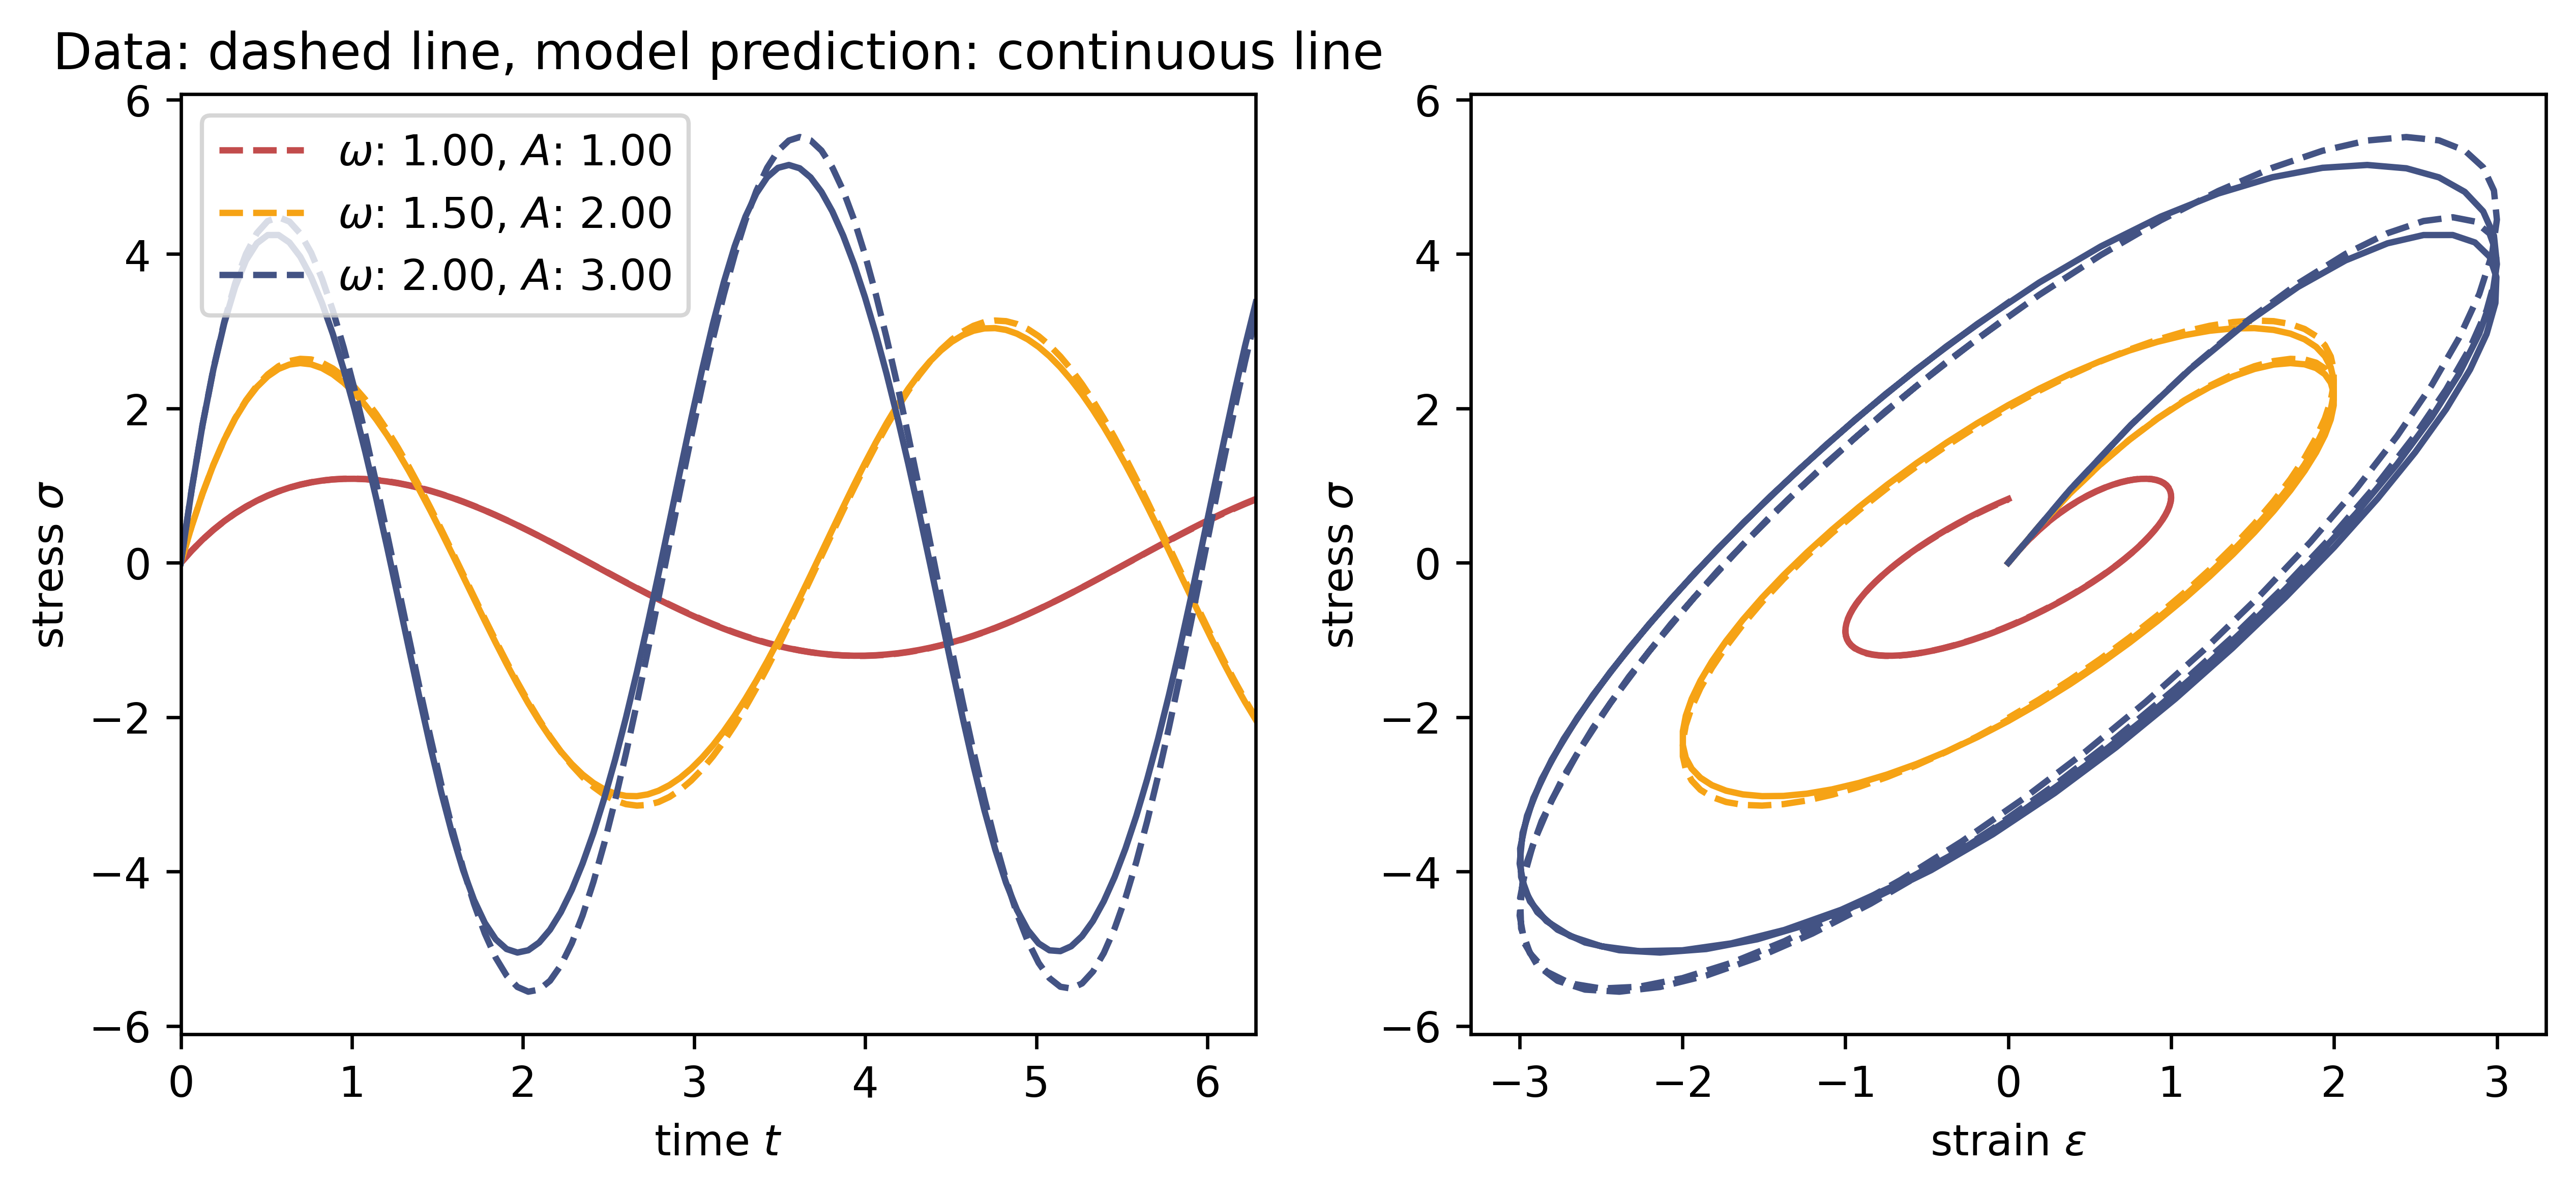 Data: dashed line, model prediction: continuous line
6
4
2
0
−2
−4
−6
stress σ
ω: 1.00, A: 1.00
ω: 1.50, A: 2.00
ω: 2.00, A: 3.00
0 1 2 3 4 5 6
time t
6
4
2
0
−2
−4
−6
stress σ
−3 −2 −1 0 1 2 3
strain ε